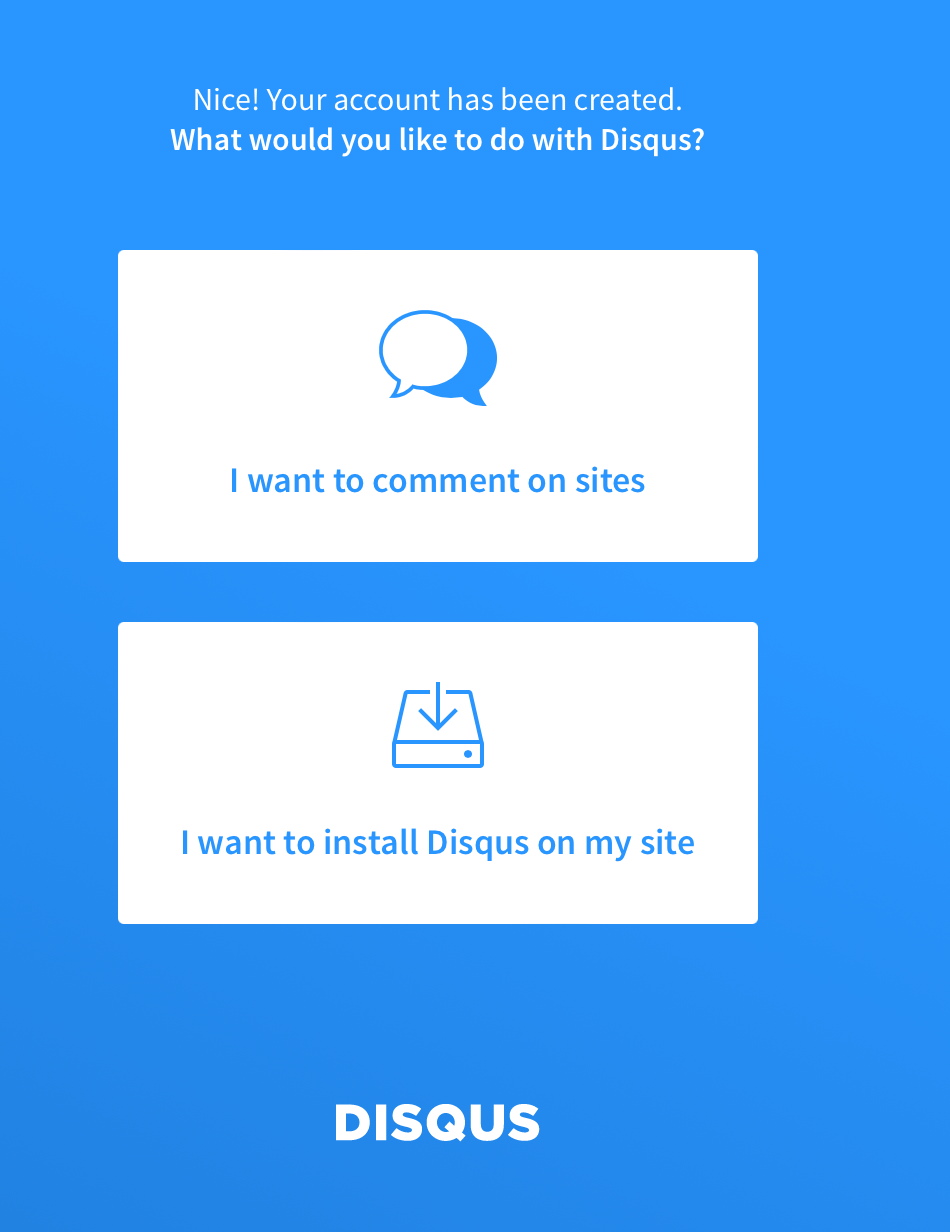 Nice! Your account has been created.
What would you like to do with Disqus?
I want to comment on sites
I want to install Disqus on my site
DISQUS